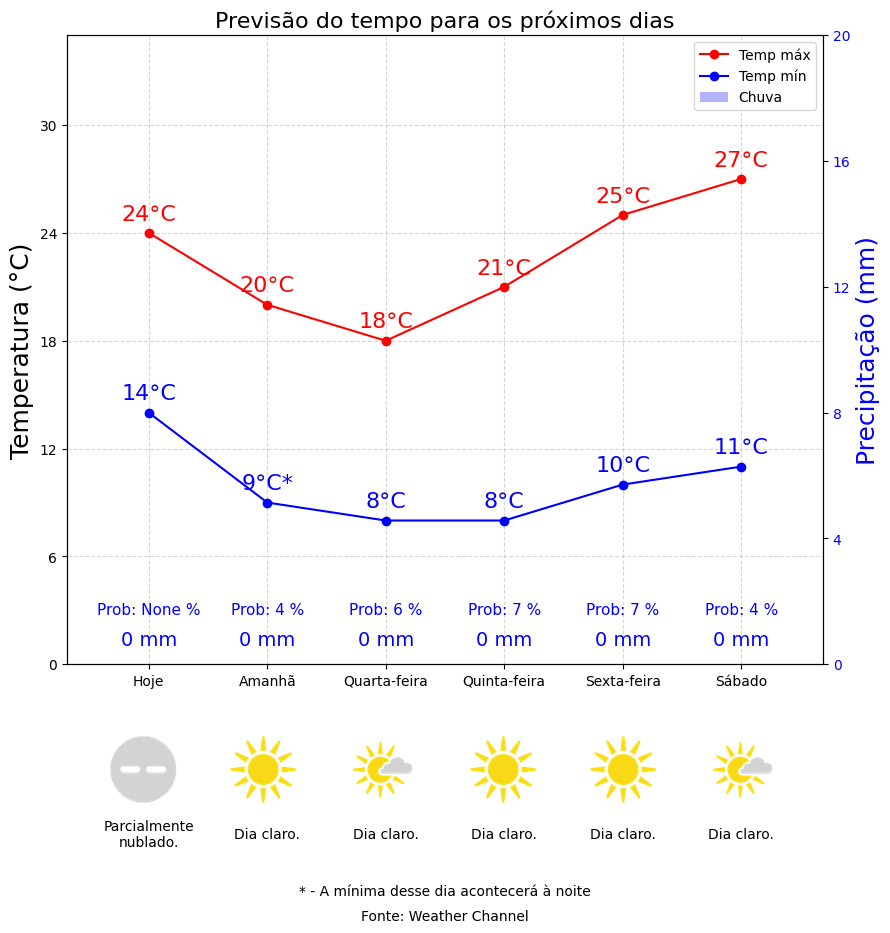 Previsão do tempo para os próximos dias
Temp máx
Temp mín
Chuva
Temperatura (°C)
Precipitação (mm)
30
24
18
12
6
0
20
16
12
8
4
0
24°C
20°C
18°C
21°C
25°C
27°C
14°C
9°C*
8°C
8°C
10°C
11°C
Prob: None % Prob: 4 % Prob: 6 % Prob: 7 % Prob: 7 % Prob: 4 %
0 mm 0 mm 0 mm 0 mm 0 mm 0 mm
Hoje Amanhã Quarta-feira Quinta-feira Sexta-feira Sábado
Parcialmente
nublado.
Dia claro. Dia claro. Dia claro. Dia claro. Dia claro.
* - A mínima desse dia acontecerá à noite
Fonte: Weather Channel